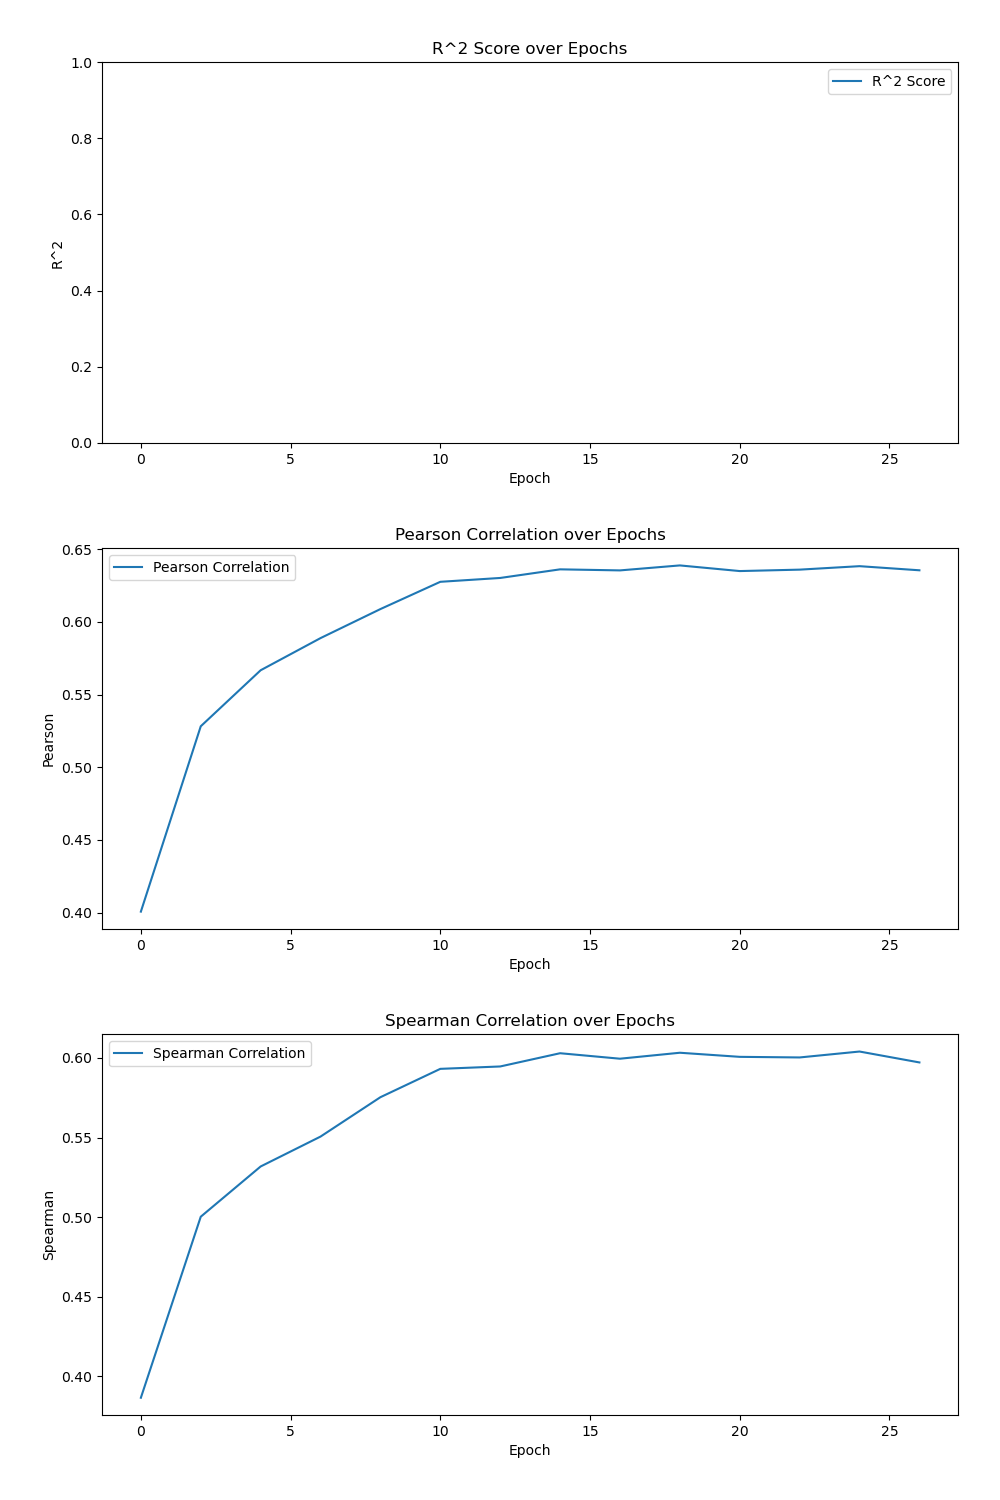 R^2 Score over Epochs
R^2 Score
1.0
0.8
0.6
0.4
0.2
0.0
R^2
0 5 10 15 20 25
Epoch
Pearson Correlation over Epochs
Pearson Correlation
0.65
0.60
0.55
0.50
0.45
0.40
Pearson
0 5 10 15 20 25
Epoch
Spearman Correlation over Epochs
Spearman Correlation
0.60
0.55
0.50
0.45
0.40
Spearman
0 5 10 15 20 25
Epoch